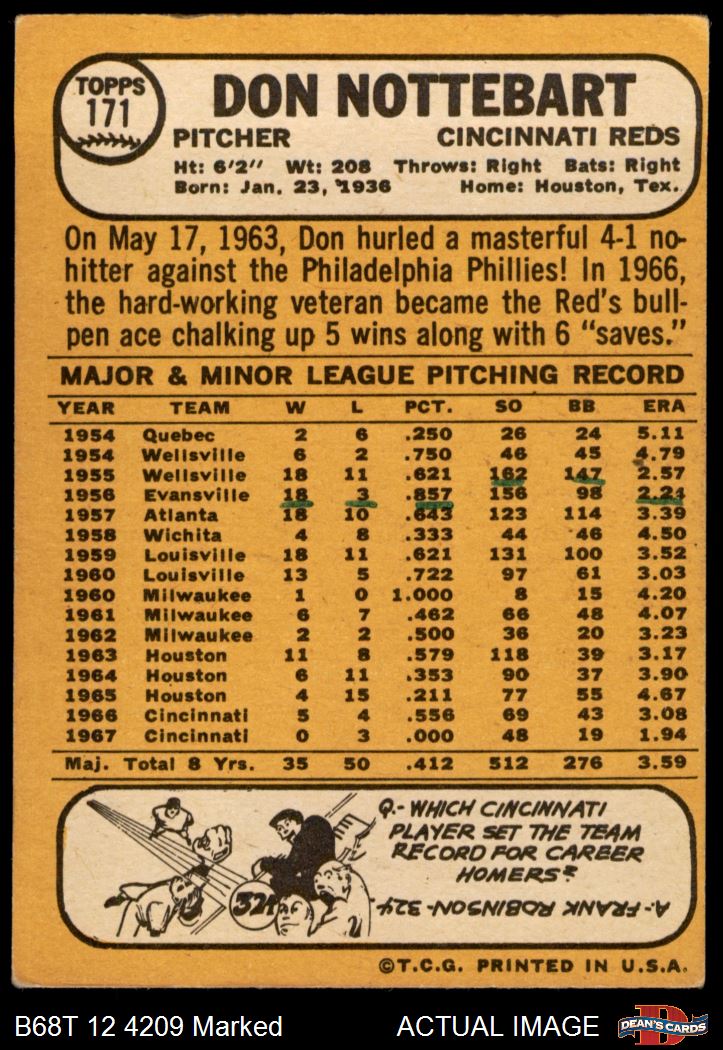 TOPPS
171
DON NOTTEBART
PITCHER CINCINNATI REDS
Ht: 6'2" Wt: 208 Throws: Right Bats: Right
Born: Jan. 23, 1936 Home: Houston, Tex.
On May 17, 1963, Don hurled a masterful 4-1 no-
hitter against the Philadelphia Phillies! In 1966,
the hard-working veteran became the Red's bull-
pen ace chalking up 5 wins along with 6 "saves."
MAJOR & MINOR LEAGUE PITCHING RECORD
YEAR TEAM W L PCT. SO BB ERA
1954 Quebec 2 6 .250 26 24 5.11
1954 Wellsville 6 2 .750 46 45 4.79
1955 Wellsville 18 11 .621 162 147 2.57
1956 Evansville 18 3 .857 156 98 2.24
1957 Atlanta 18 10 .643 123 114 3.39
1958 Wichita 4 8 .333 44 46 4.50
1959 Louisville 18 11 .621 131 100 3.52
1960 Louisville 13 5 .722 97 61 3.03
1960 Milwaukee 1 0 1.000 8 15 4.20
1961 Milwaukee 6 7 .462 66 48 4.07
1962 Milwaukee 2 2 .500 36 20 3.23
1963 Houston 11 8 .579 118 39 3.17
1964 Houston 6 11 .353 90 37 3.90
1965 Houston 4 15 .211 77 55 4.67
1966 Cincinnati 5 4 .556 69 43 3.08
1967 Cincinnati 0 3 .000 48 19 1.94
Maj. Total 8 Yrs. 35 50 .412 512 276 3.59
Q.- WHICH CINCINNATI
PLAYER SET THE TEAM
RECORD FOR CAREER
HOMERS?
A.- FRANK ROBINSON-324.
324
©T.C.G. PRINTED IN U.S.A.
B68T 12 4209 Marked ACTUAL IMAGE
D
DEAN'S CARDS